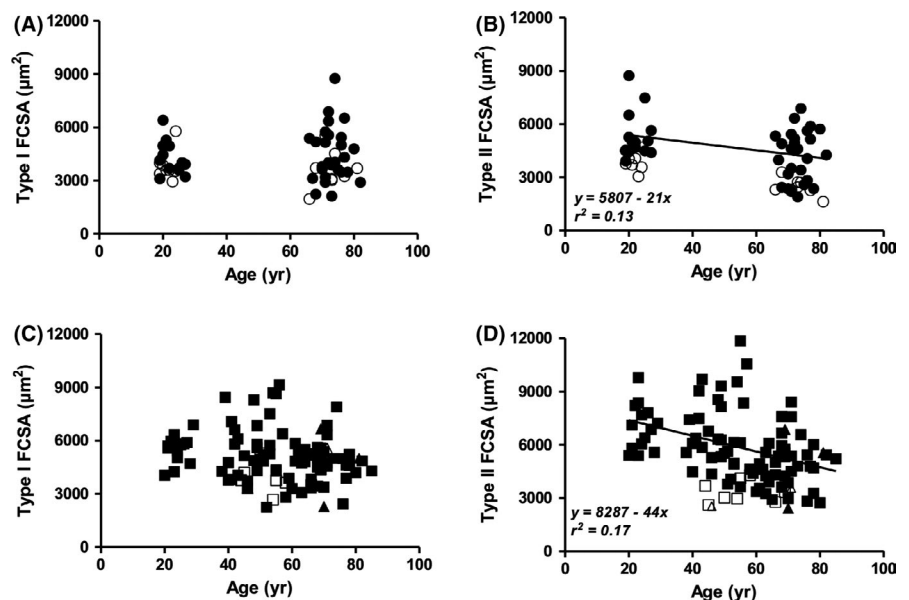 (A)
12000
9000
6000
3000
0
Type I FCSA (µm²)
0 20 40 60 80 100
Age (yr)
(B)
12000
9000
6000
3000
0
Type II FCSA (µm²)
y = 5807 - 21x
r² = 0.13
0 20 40 60 80 100
Age (yr)
(C)
12000
9000
6000
3000
0
Type I FCSA (µm²)
0 20 40 60 80 100
Age (yr)
(D)
12000
9000
6000
3000
0
Type II FCSA (µm²)
y = 8287 - 44x
r² = 0.17
0 20 40 60 80 100
Age (yr)